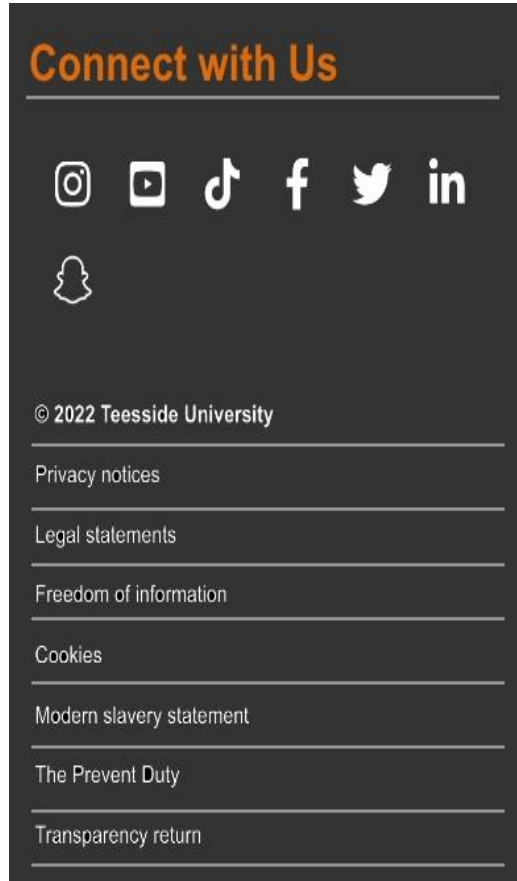 Connect with Us
© 2022 Teesside University
Privacy notices
Legal statements
Freedom of information
Cookies
Modern slavery statement
The Prevent Duty
Transparency return